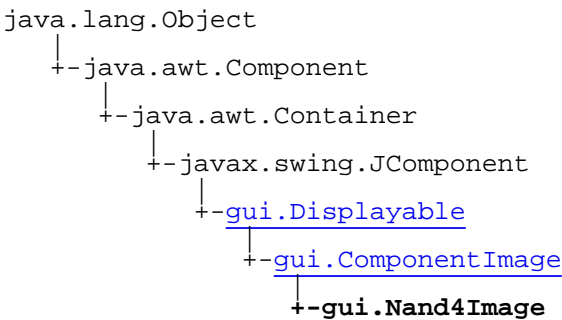 java.lang.Object
|
+-java.awt.Component
|
+-java.awt.Container
|
+-javax.swing.JComponent
|
+-gui.Displayable
|
+-gui.ComponentImage
|
+-gui.Nand4Image